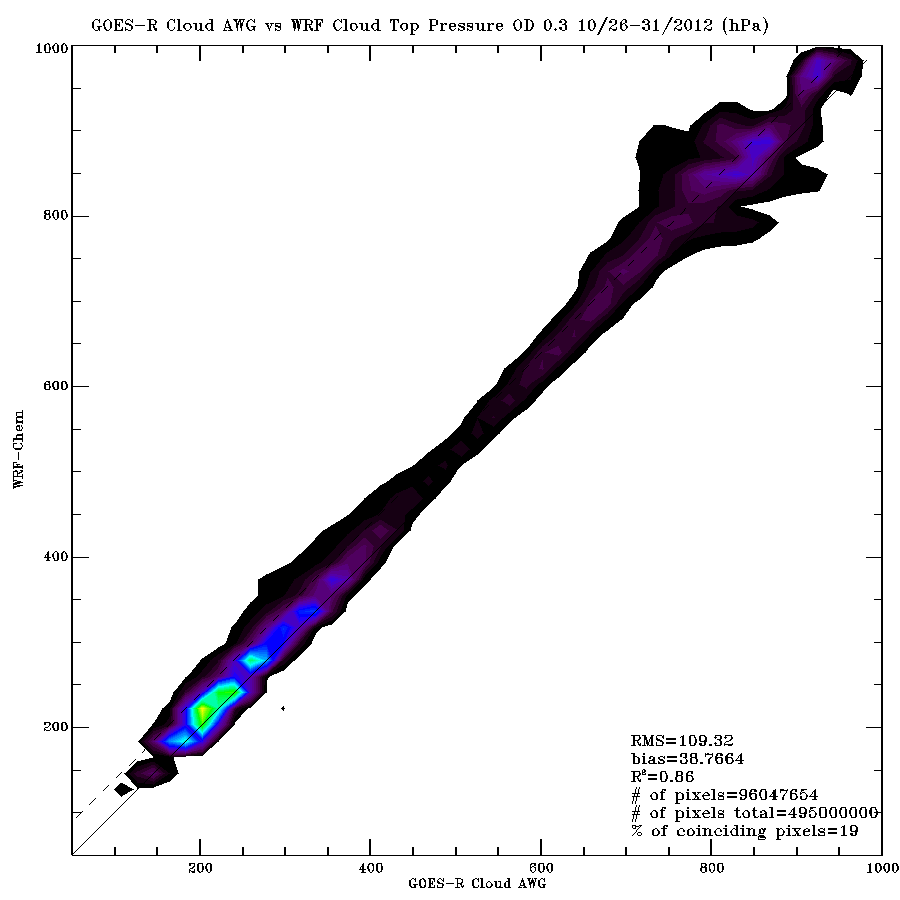 GOES-R Cloud AWG vs WRF Cloud Top Pressure OD 0.3 10/26-31/2012 (hPa)
1000
800
600
400
200
WRF-Chem
RMS=109.32
bias=38.7664
R²=0.86
# of pixels=96047654
# of pixels total=495000000
% of coinciding pixels=19
200
400
600
800
1000
GOES-R Cloud AWG